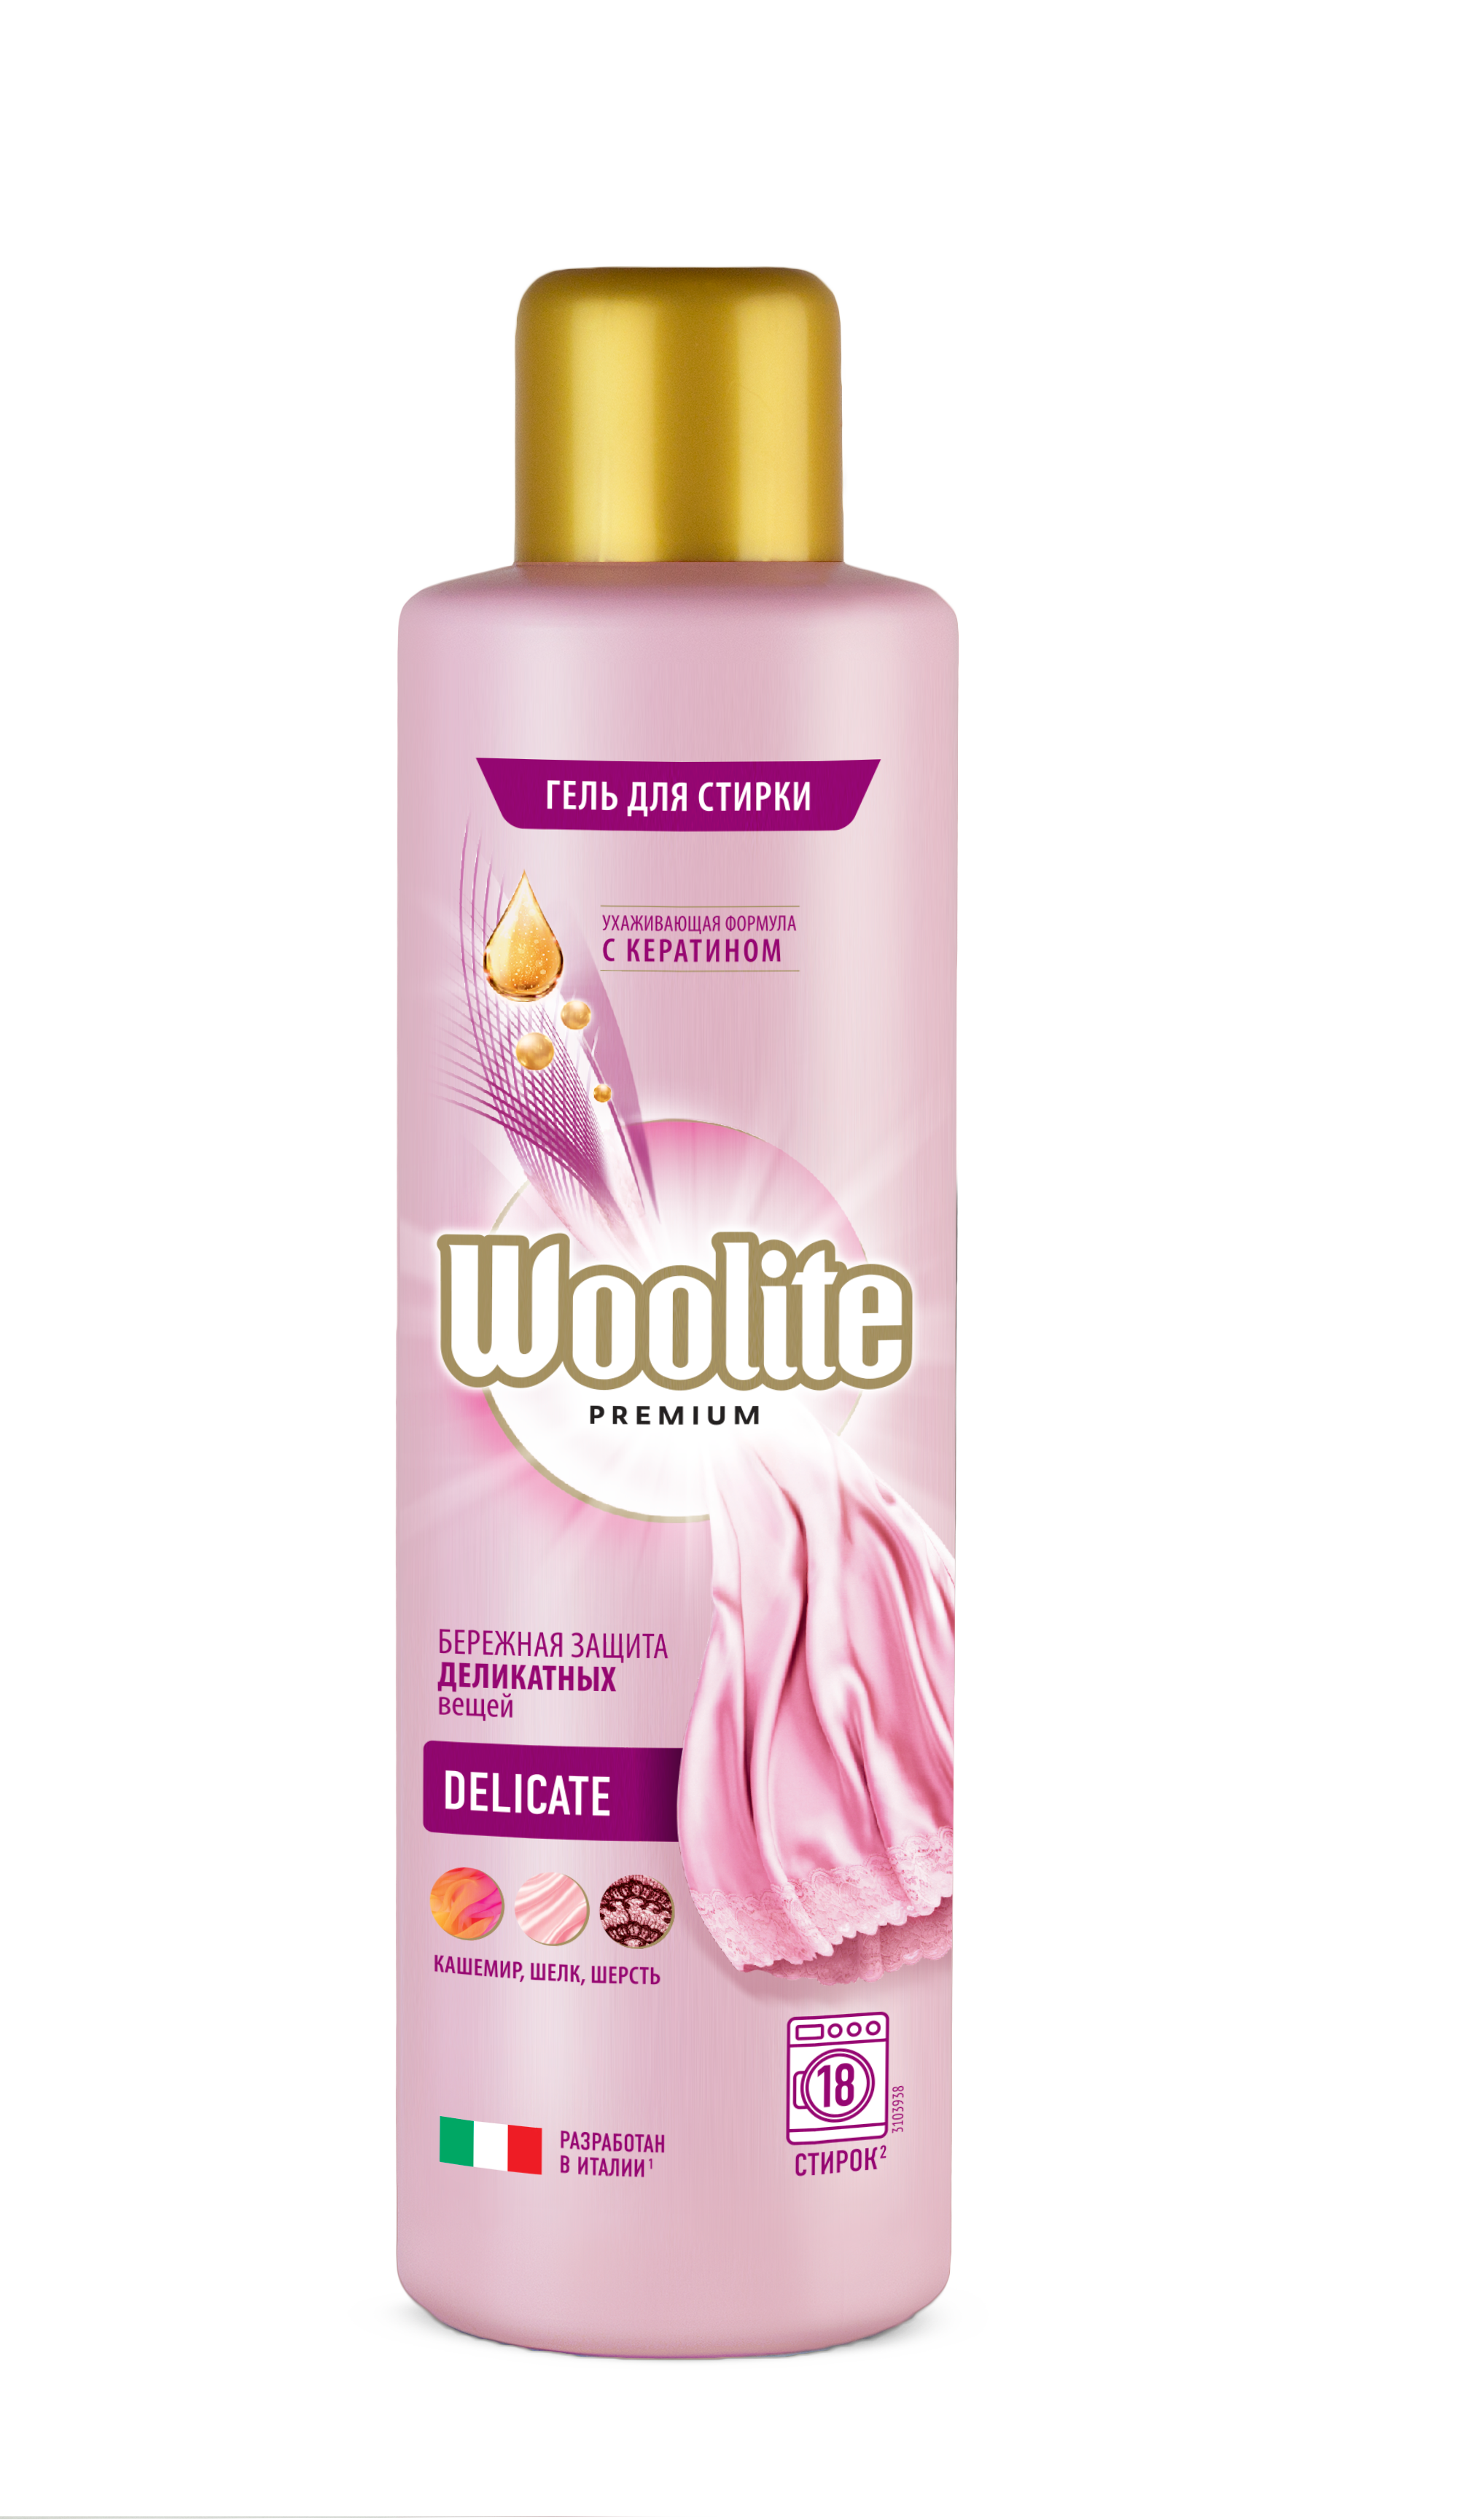 ГЕЛЬ ДЛЯ СТИРКИ
УХАЖИВАЮЩАЯ ФОРМУЛА
С КЕРАТИНОМ
Woolite
PREMIUM
БЕРЕЖНАЯ ЗАЩИТА
ДЕЛИКАТНЫХ
вещей
DELICATE
КАШЕМИР, ШЕЛК, ШЕРСТЬ
18
3103938
СТИРОК²
РАЗРАБОТАН
В ИТАЛИИ¹